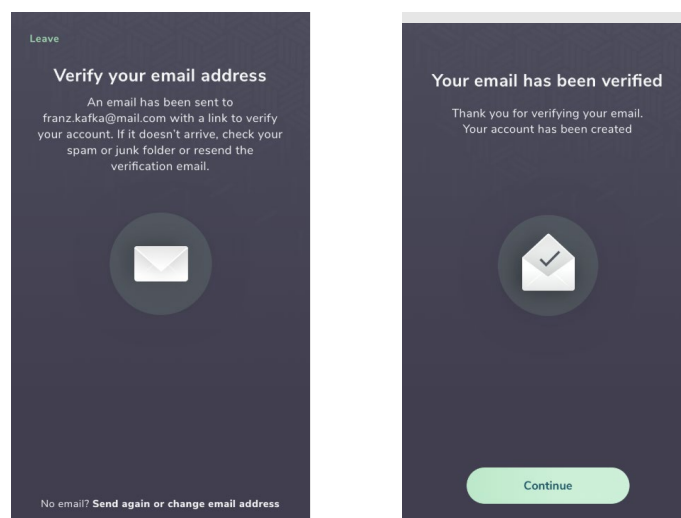 Leave
Verify your email address
An email has been sent to
franz.kafka@mail.com with a link to verify
your account. If it doesn’t arrive, check your
spam or junk folder or resend the
verification email.
No email? Send again or change email address
Your email has been verified
Thank you for verifying your email.
Your account has been created
Continue